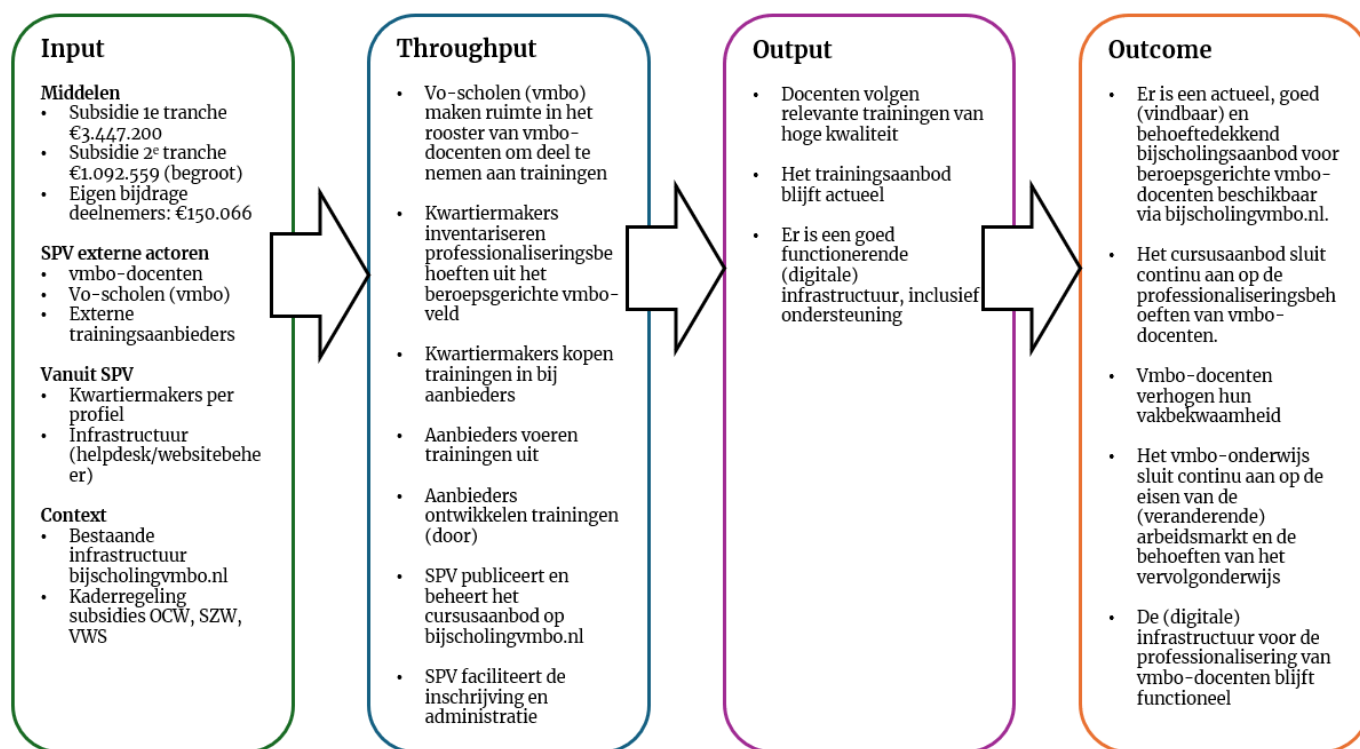 Input
Middelen
• Subsidie 1e tranche
€3.447.200
• Subsidie 2ᵉ tranche
€1.092.559 (begroot)
• Eigen bijdrage
deelnemers: €150.066
SPV externe actoren
• vmbo-docenten
• Vo-scholen (vmbo)
• Externe
trainingsaanbieders
Vanuit SPV
• Kwartiermakers per
profiel
• Infrastructuur
(helpdesk/websitebehe
er)
Context
• Bestaande
infrastructuur
bijscholingvmbo.nl
• Kaderregeling
subsidies OCW, SZW,
VWS
Throughput
• Vo-scholen (vmbo)
maken ruimte in het
rooster van vmbo-
docenten om deel te
nemen aan trainingen
• Kwartiermakers
inventariseren
professionaliseringsbe
hoeften uit het
beroepsgerichte vmbo-
veld
• Kwartiermakers kopen
trainingen in bij
aanbieders
• Aanbieders voeren
trainingen uit
• Aanbieders
ontwikkelen trainingen
(door)
• SPV publiceert en
beheert het
cursusaanbod op
bijscholingvmbo.nl
• SPV faciliteert de
inschrijving en
administratie
Output
• Docenten volgen
relevante trainingen van
hoge kwaliteit
• Het trainingsaanbod
blijft actueel
• Er is een goed
functionerende
(digitale)
infrastructuur, inclusief
ondersteuning
Outcome
• Er is een actueel, goed
(vindbaar) en
behoeftedekkend
bijscholingsaanbod voor
beroepsgerichte vmbo-
docenten beschikbaar
via bijscholingvmbo.nl.
• Het cursusaanbod sluit
continu aan op de
professionaliseringsbeh
oeften van vmbo-
docenten.
• Vmbo-docenten
verhogen hun
vakbekwaamheid
• Het vmbo-onderwijs
sluit continu aan op de
eisen van de
(veranderende)
arbeidsmarkt en de
behoeften van het
vervolgonderwijs
• De (digitale)
infrastructuur voor de
professionalisering van
vmbo-docenten blijft
functioneel